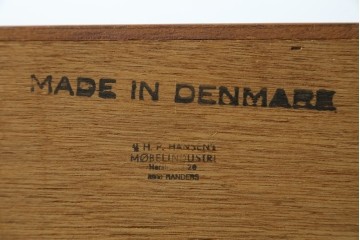 MADE IN DENMARK
H. P. HANSENS
MØBELINDUSTRI
RANDERS